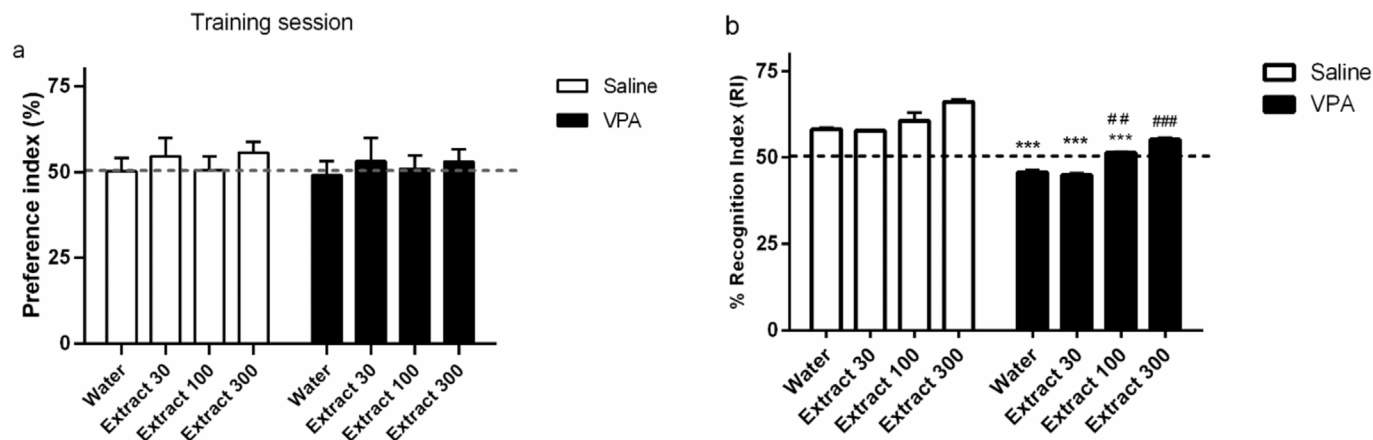 Training session
a
Preference index (%)
75
50
25
0
Water
Extract 30
Extract 100
Extract 300
Water
Extract 30
Extract 100
Extract 300
Saline
VPA
b
% Recognition Index (RI)
75
50
25
0
***
***
##
***
###
Water
Extract 30
Extract 100
Extract 300
Water
Extract 30
Extract 100
Extract 300
Saline
VPA